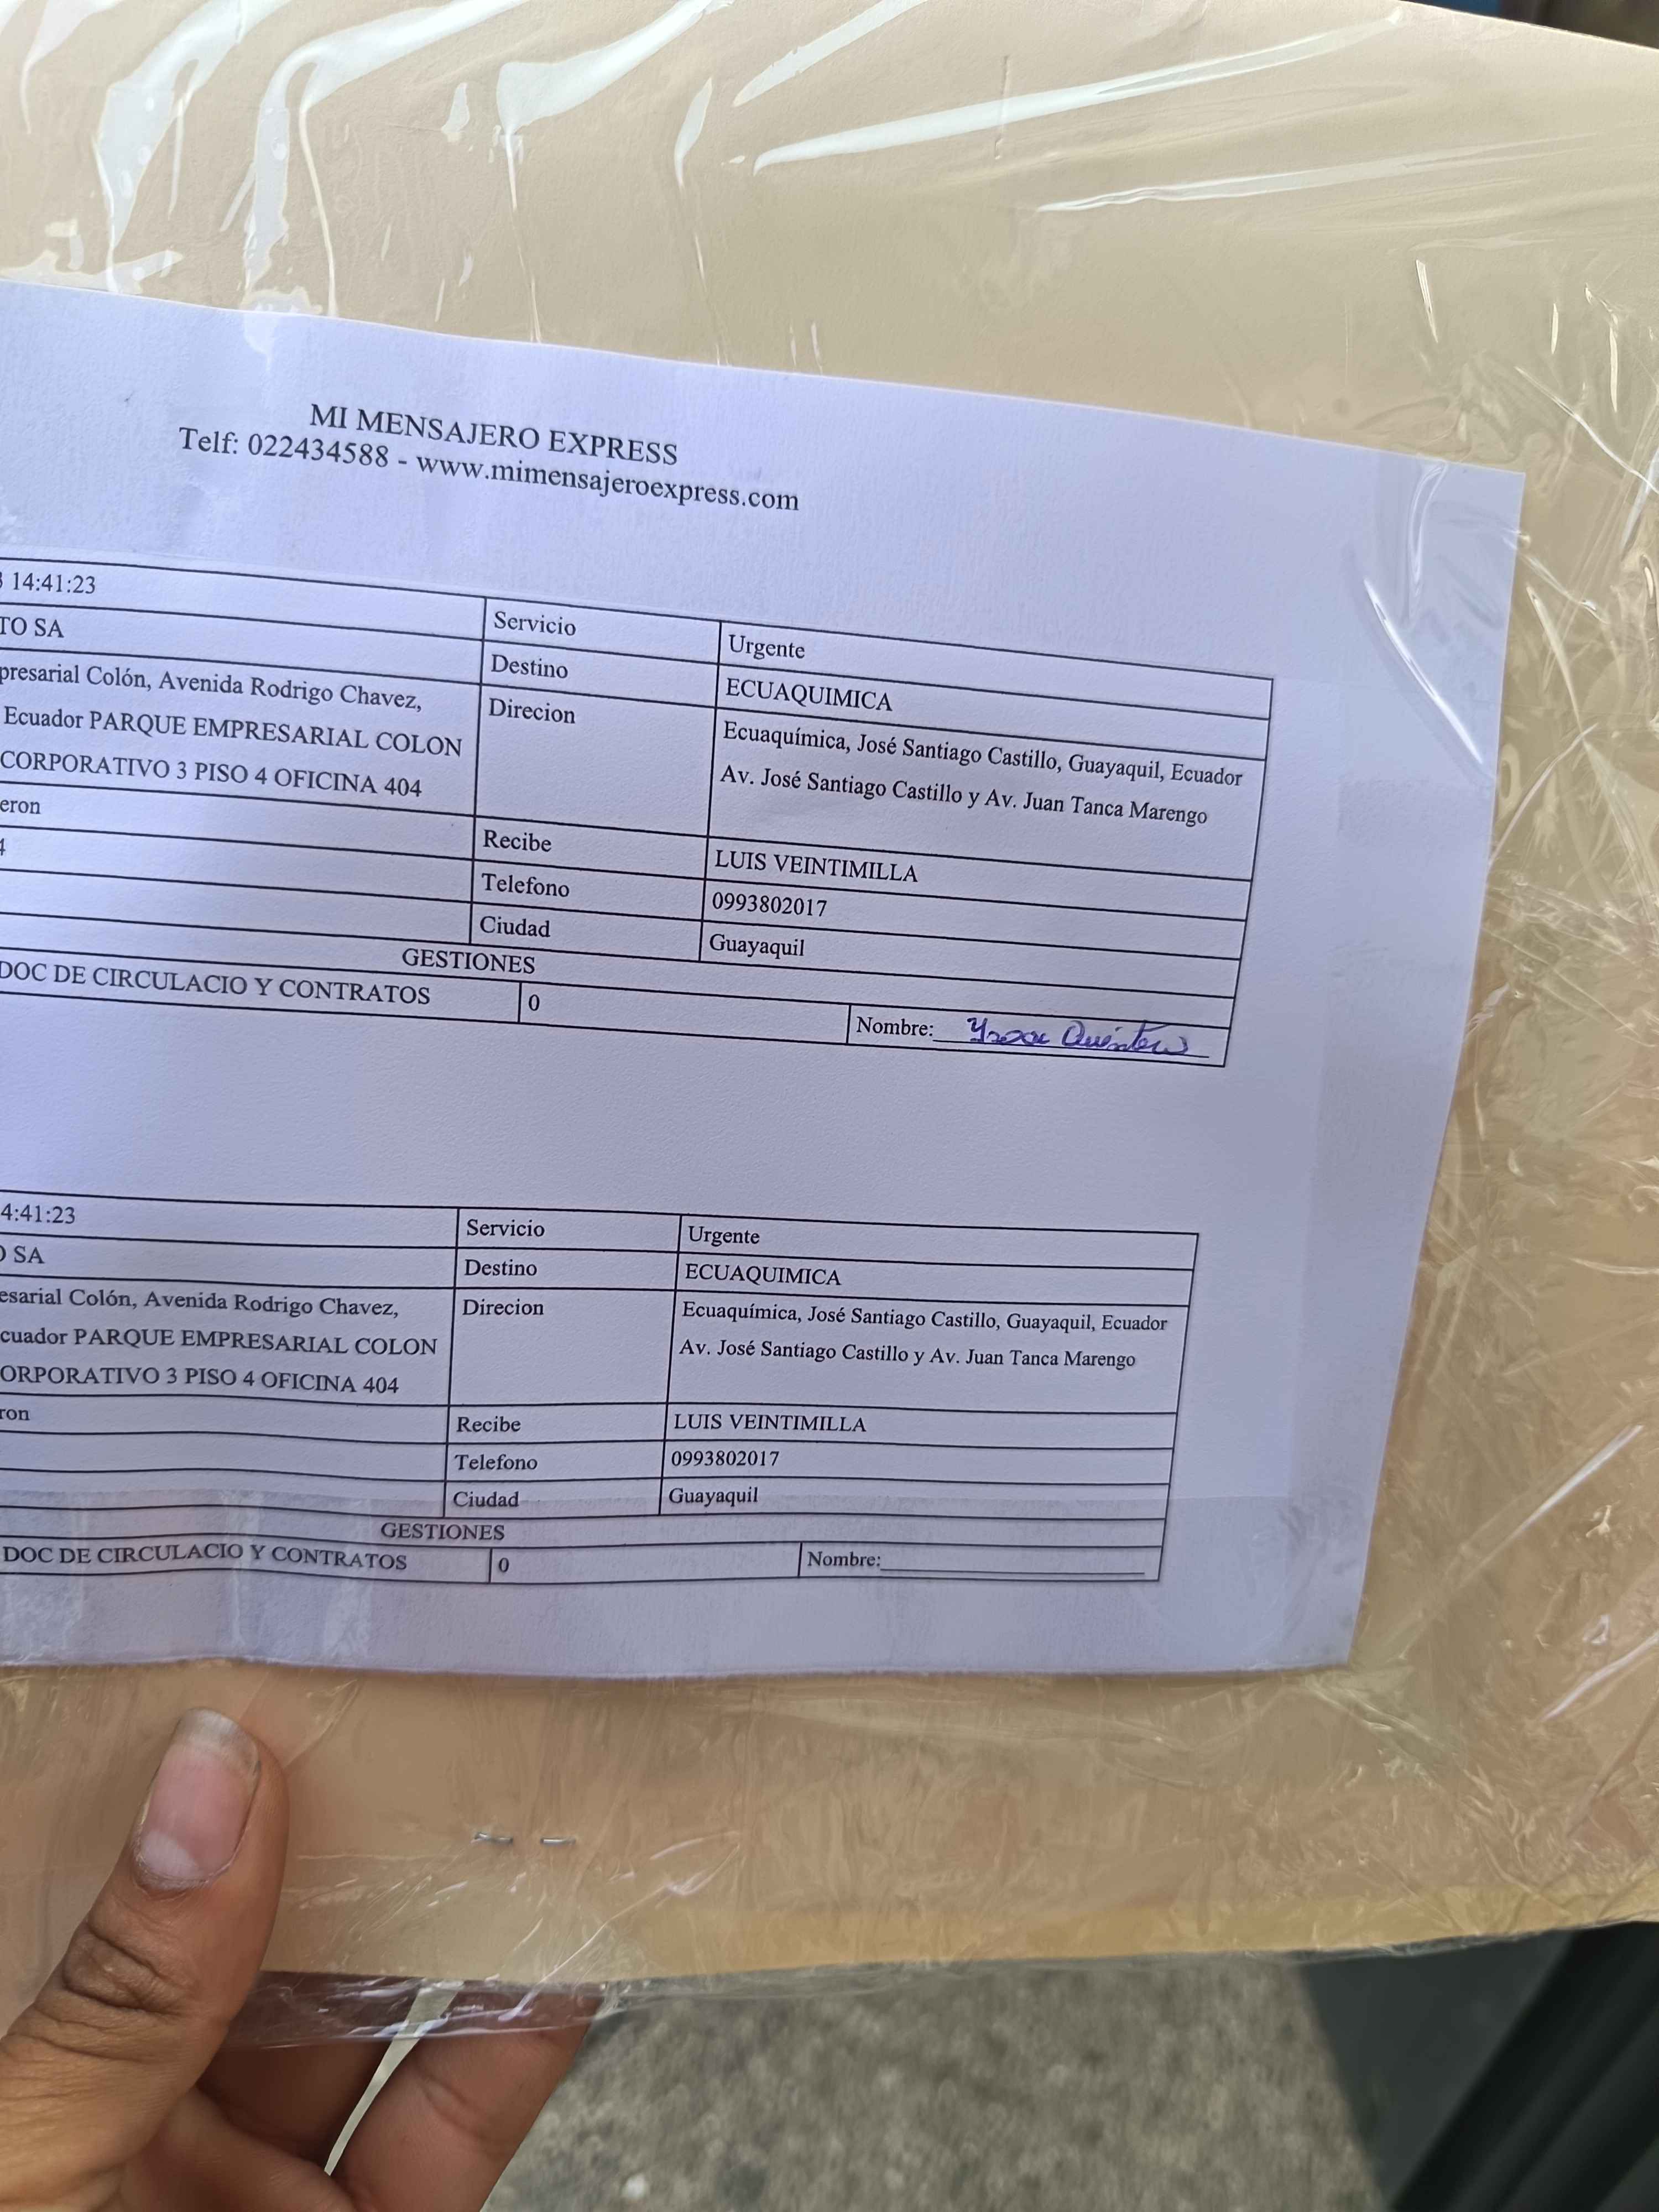 MI MENSAJERO EXPRESS
Telf: 022434588 - www.mimensajeroexpress.com
14:41:23
Servicio Urgente
TO SA
Destino ECUAQUIMICA
presarial Colón, Avenida Rodrigo Chavez,
Ecuador PARQUE EMPRESARIAL COLON
CORPORATIVO 3 PISO 4 OFICINA 404
Direcion Ecuaquímica, José Santiago Castillo, Guayaquil, Ecuador
Av. José Santiago Castillo y Av. Juan Tanca Marengo
eron
Recibe LUIS VEINTIMILLA
4
Telefono 0993802017
Ciudad Guayaquil
GESTIONES
DOC DE CIRCULACIO Y CONTRATOS 0 Nombre: Quintero
4:41:23
Servicio Urgente
O SA
Destino ECUAQUIMICA
esarial Colón, Avenida Rodrigo Chavez,
cuador PARQUE EMPRESARIAL COLON
ORPORATIVO 3 PISO 4 OFICINA 404
Direcion Ecuaquímica, José Santiago Castillo, Guayaquil, Ecuador
Av. José Santiago Castillo y Av. Juan Tanca Marengo
ron
Recibe LUIS VEINTIMILLA
Telefono 0993802017
Ciudad Guayaquil
GESTIONES
DOC DE CIRCULACIO Y CONTRATOS 0 Nombre: